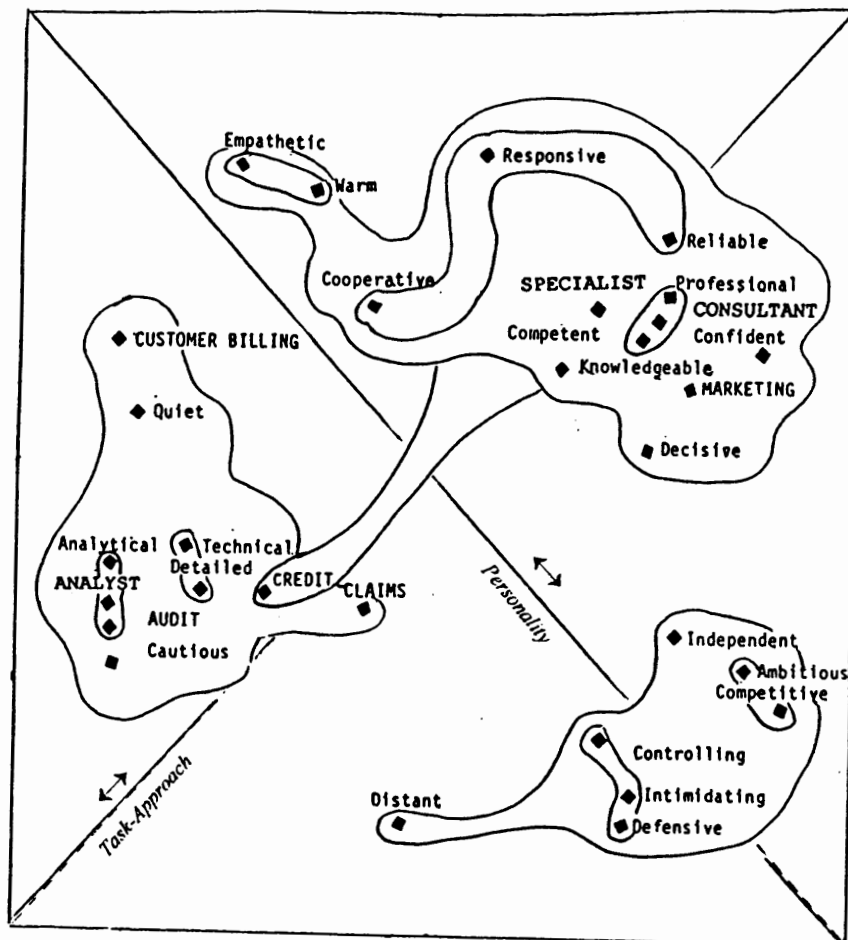 Empathetic
Responsive
Warm
Reliable
Cooperative
SPECIALIST
Professional
CONSULTANT
CUSTOMER BILLING
Competent
Confident
Knowledgeable
MARKETING
Quiet
Decisive
Analytical
Technical
Detailed
ANALYST
CREDIT
CLAIMS
Personality
AUDIT
Cautious
Independent
Ambitious
Competitive
Controlling
Task-Approach
Distant
Intimidating
Defensive